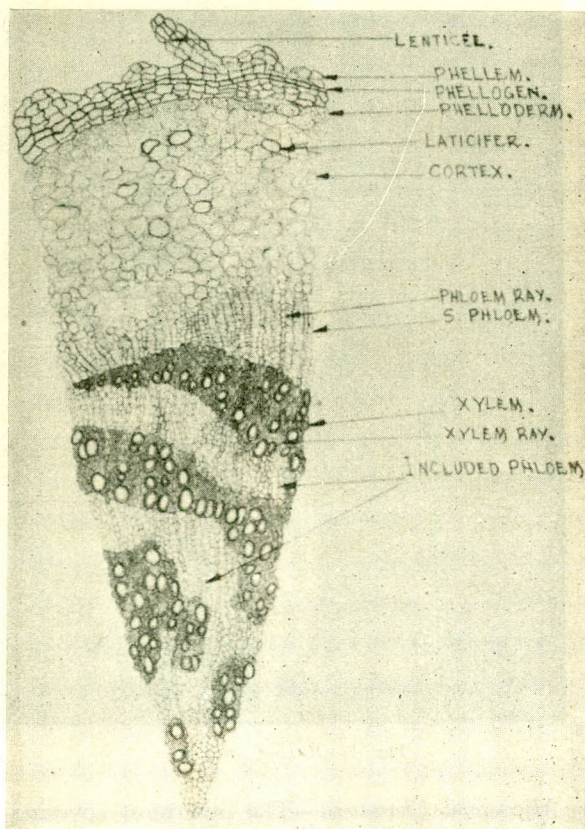 LENTICEL.
PHELLEM.
PHELLOGEN.
PHELLODERM.
LATICIFER.
CORTEX.
PHLOEM RAY.
S PHLOEM.
XYLEM.
XYLEM RAY.
INCLUDED PHLOEM